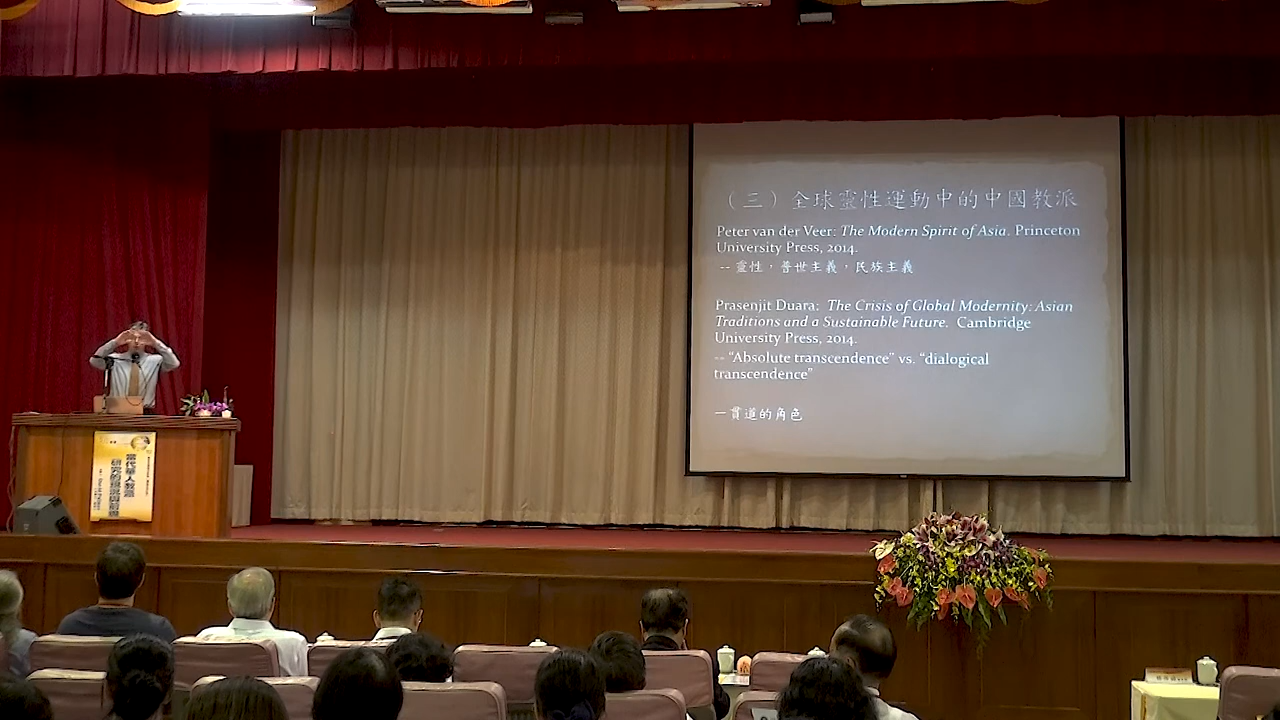 （三）全球靈性運動中的中國教派
Peter van der Veer: The Modern Spirit of Asia. Princeton
University Press, 2014.
-- 靈性，普世主義，民族主義
Prasenjit Duara: The Crisis of Global Modernity: Asian
Traditions and a Sustainable Future. Cambridge
University Press, 2014.
-- “Absolute transcendence” vs. “dialogical
transcendence”
一貫道的角色
當代華人教派